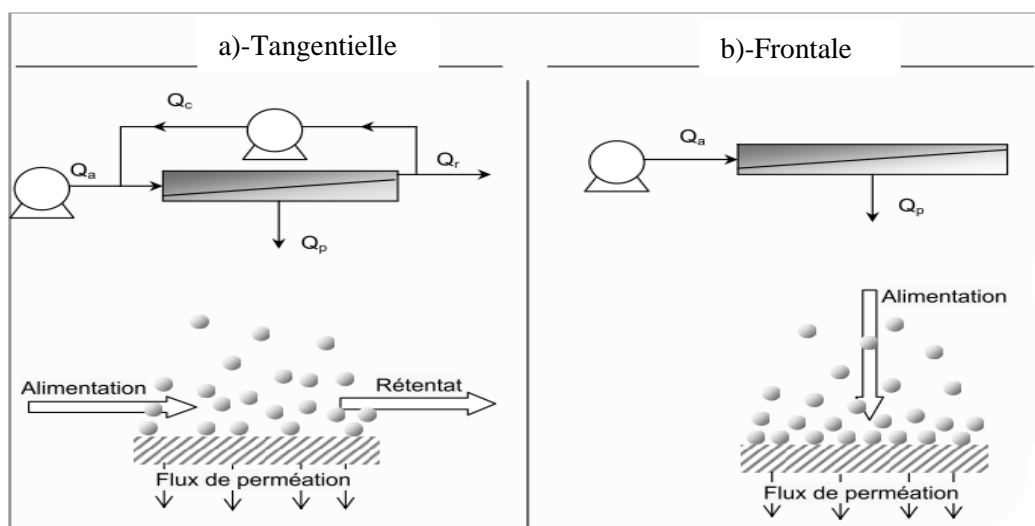 a)-Tangentielle
Qc
Qa
Qr
Qp
Alimentation
Rétentat
Flux de perméation
b)-Frontale
Qa
Qp
Alimentation
Flux de perméation